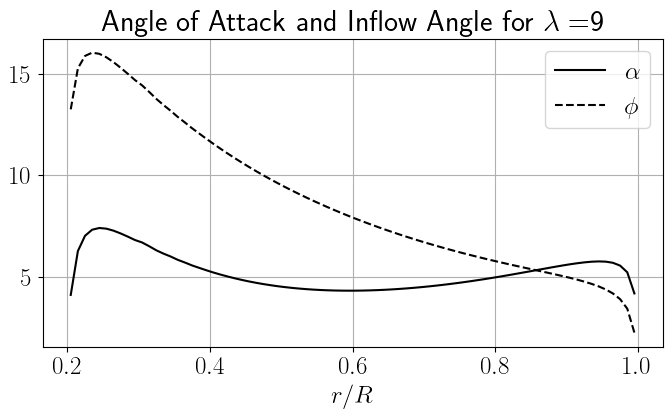 Angle of Attack and Inflow Angle for λ =9
15
10
5
α
ϕ
0.2 0.4 0.6 0.8 1.0
r/R